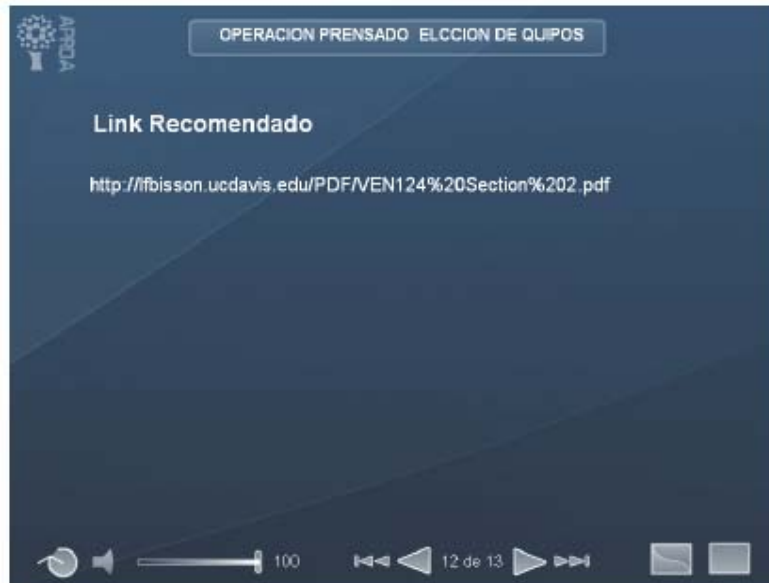 APROA
OPERACION PRENSADO ELCCION DE QUIPOS
Link Recomendado
http://lfbisson.ucdavis.edu/PDF/VEN124%20Section%202.pdf
100
12 de 13